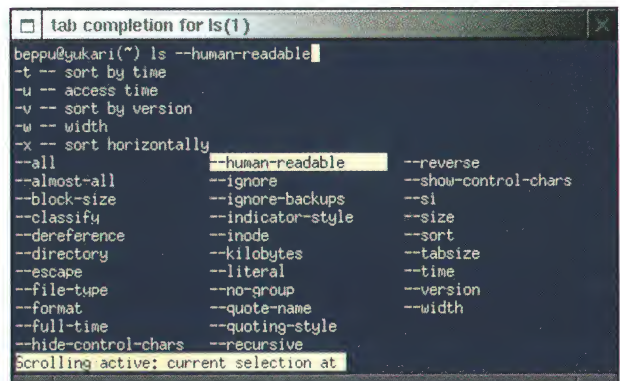 tab completion for ls(1)
beppu@yukari(~) ls --human-readable
-t -- sort by time
-u -- access time
-v -- sort by version
-w -- width
-x -- sort horizontally
--all --human-readable --reverse
--almost-all --ignore --show-control-chars
--block-size --ignore-backups --si
--classify --indicator-style --size
--dereference --inode --sort
--directory --kilobytes --tabsize
--escape --literal --time
--file-type --no-group --version
--format --quote-name --width
--full-time --quoting-style
--hide-control-chars --recursive
Scrolling active: current selection at